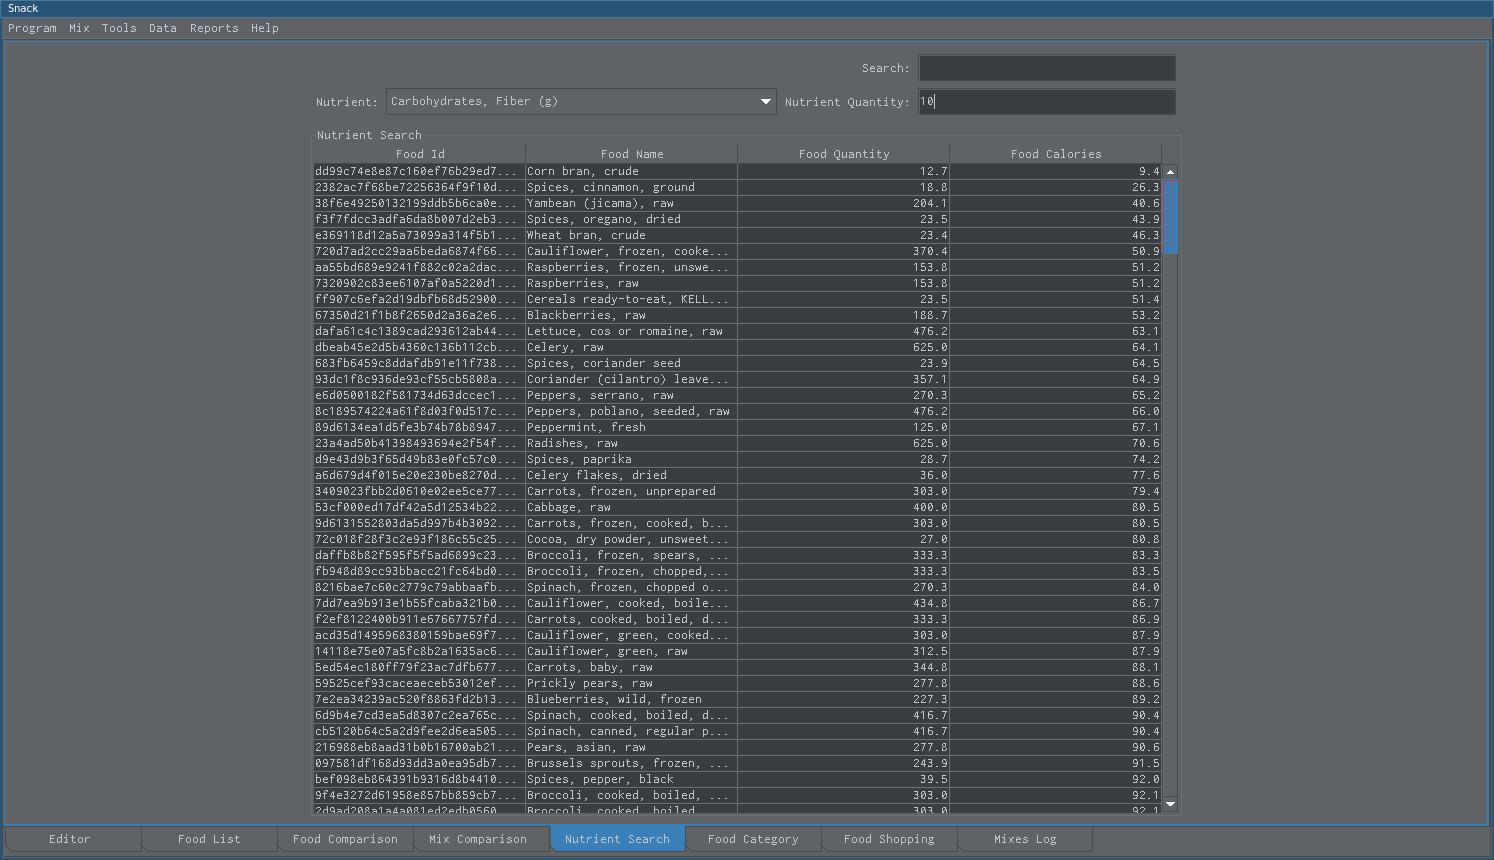 Snack
Program Mix Tools Data Reports Help
Search:
Nutrient: Carbohydrates, Fiber (g) Nutrient Quantity: 10
Nutrient Search
Food Id Food Name Food Quantity Food Calories
dd99c74e8e87c160ef76b29ed7... Corn bran, crude 12.7 9.4
2382ac7f68be72256364f9f10d... Spices, cinnamon, ground 18.8 26.3
38f6e49250132199ddb5b6ca0e... Yambean (jicama), raw 204.1 40.6
f3f7fdcc3adfa6da8b007d2eb3... Spices, oregano, dried 23.5 43.9
e369118d12a5a73099a314f5b1... Wheat bran, crude 23.4 46.3
720d7ad2cc29aa6beda6874f66... Cauliflower, frozen, cooke... 370.4 50.9
aa55bd689e9241f882c02a2dac... Raspberries, frozen, unswe... 153.8 51.2
7320902c83ee6107af0a5220d1... Raspberries, raw 153.8 51.2
ff907c6efa2d19dbfb68d52900... Cereals ready-to-eat, KELL... 23.5 51.4
67350d21f1b8f2650d2a36a2e6... Blackberries, raw 188.7 53.2
dafa61c4c1389cad293612ab44... Lettuce, cos or romaine, raw 476.2 63.1
dbeab45e2d5b4360c136b112cb... Celery, raw 625.0 64.1
683fb6459c8ddafdb91e11f738... Spices, coriander seed 23.9 64.5
93dc1f8c936de93cf55cb5808a... Coriander (cilantro) leave... 357.1 64.9
e6d0500182f581734d63dccec1... Peppers, serrano, raw 270.3 65.2
8c189574224a61f8d03f0d517c... Peppers, poblano, seeded, raw 476.2 66.0
89d6134ea1d5fe3b74b78b8947... Peppermint, fresh 125.0 67.1
23a4ad50b41398493694e2f54f... Radishes, raw 625.0 70.6
d9e43d9b3f65d49b83e0fc57c0... Spices, paprika 28.7 74.2
a6d679d4f015e20e230be8270d... Celery flakes, dried 36.0 77.6
3409023fbb2d0610e02ee5ce77... Carrots, frozen, unprepared 303.0 79.4
53cf000ed17df42a5d12534b22... Cabbage, raw 400.0 80.5
9d6131552803da5d997b4b3092... Carrots, frozen, cooked, b... 303.0 80.5
72c018f28f3c2e93f186c55c25... Cocoa, dry powder, unsweet... 27.0 80.8
daffb8b82f595f5f5ad6899c23... Broccoli, frozen, spears, ... 333.3 83.3
fb948d89cc93bbacc21fc64bd0... Broccoli, frozen, chopped,... 333.3 83.5
8216bae7c60c2779c79abbaafb... Spinach, frozen, chopped o... 270.3 84.0
7dd7ea9b913e1b55fcaba321b0... Cauliflower, cooked, boile... 434.8 86.7
f2ef8122400b911e67667757fd... Carrots, cooked, boiled, d... 333.3 86.9
acd35d1495968380159bae69f7... Cauliflower, green, cooked... 303.0 87.9
14118e75e07a5fc8b2a1635ac6... Cauliflower, green, raw 312.5 87.9
5ed54ec180ff79f23ac7dfb677... Carrots, baby, raw 344.8 88.1
59525cef93caceaeceb53012ef... Prickly pears, raw 277.8 88.6
7e2ea34239ac520f8863fd2b13... Blueberries, wild, frozen 227.3 89.2
6d9b4e7cd3ea5d8307c2ea765c... Spinach, cooked, boiled, d... 416.7 90.4
cb5120b64c5a2d9fee2d6ea505... Spinach, canned, regular p... 416.7 90.4
216988eb8aad31b0b16700ab21... Pears, asian, raw 277.8 90.6
097581df168d93dd3a0ea95db7... Brussels sprouts, frozen, ... 243.9 91.5
bef098eb864391b9316d8b4410... Spices, pepper, black 39.5 92.0
9f4e3272d61958e857bb859cb7... Broccoli, cooked, boiled, ... 303.0 92.1
2d9ad208a1a4a081ed2edb0560... Broccoli, cooked, boiled, ... 303.0 92.1
Editor Food List Food Comparison Mix Comparison Nutrient Search Food Category Food Shopping Mixes Log